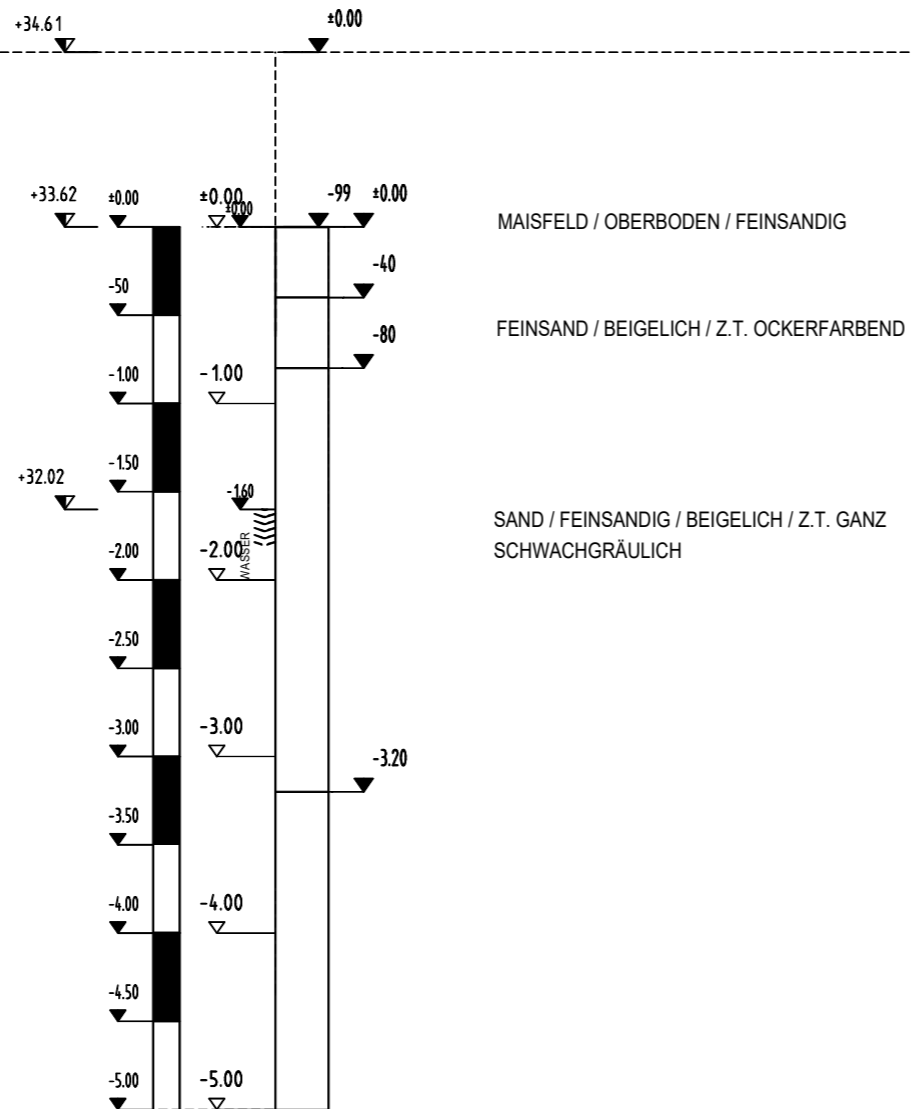 +34.61 ±0.00
+33.62 ±0.00 ±0.00 ±0.00 -99 ±0.00
MAISFELD / OBERBODEN / FEINSANDIG
-40
-50
FEINSAND / BEIGELICH / Z.T. OCKERFARBEND
-80
-1.00 -1.00
+32.02 -1.50 -160
SAND / FEINSANDIG / BEIGELICH / Z.T. GANZ
SCHWACHGRÄULICH
WASSER
-2.00 -2.00
-2.50
-3.00 -3.00
-3.20
-3.50
-4.00 -4.00
-4.50
-5.00 -5.00